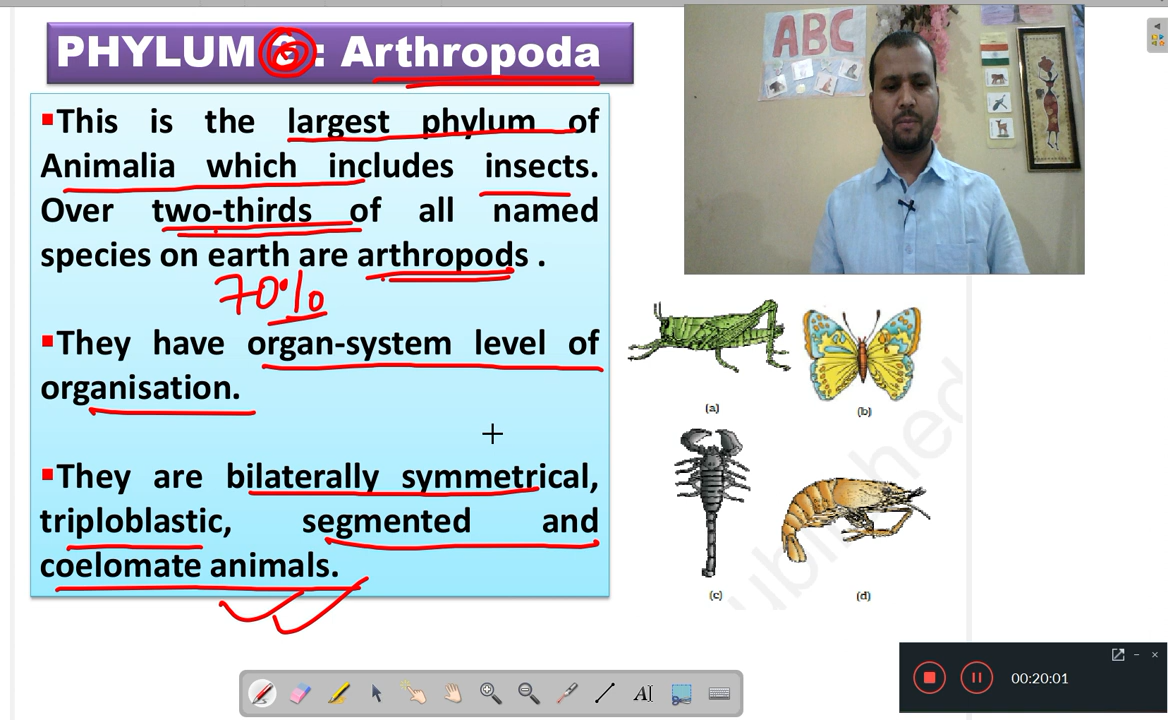 PHYLUM 6 : Arthropoda
▪This is the largest phylum of
Animalia which includes insects.
Over two-thirds of all named
species on earth are arthropods .
70%
▪They have organ-system level of
organisation.
▪They are bilaterally symmetrical,
triploblastic, segmented and
coelomate animals.
ABC
(a)
(b)
(c)
(d)
ublished
AI
00:20:01